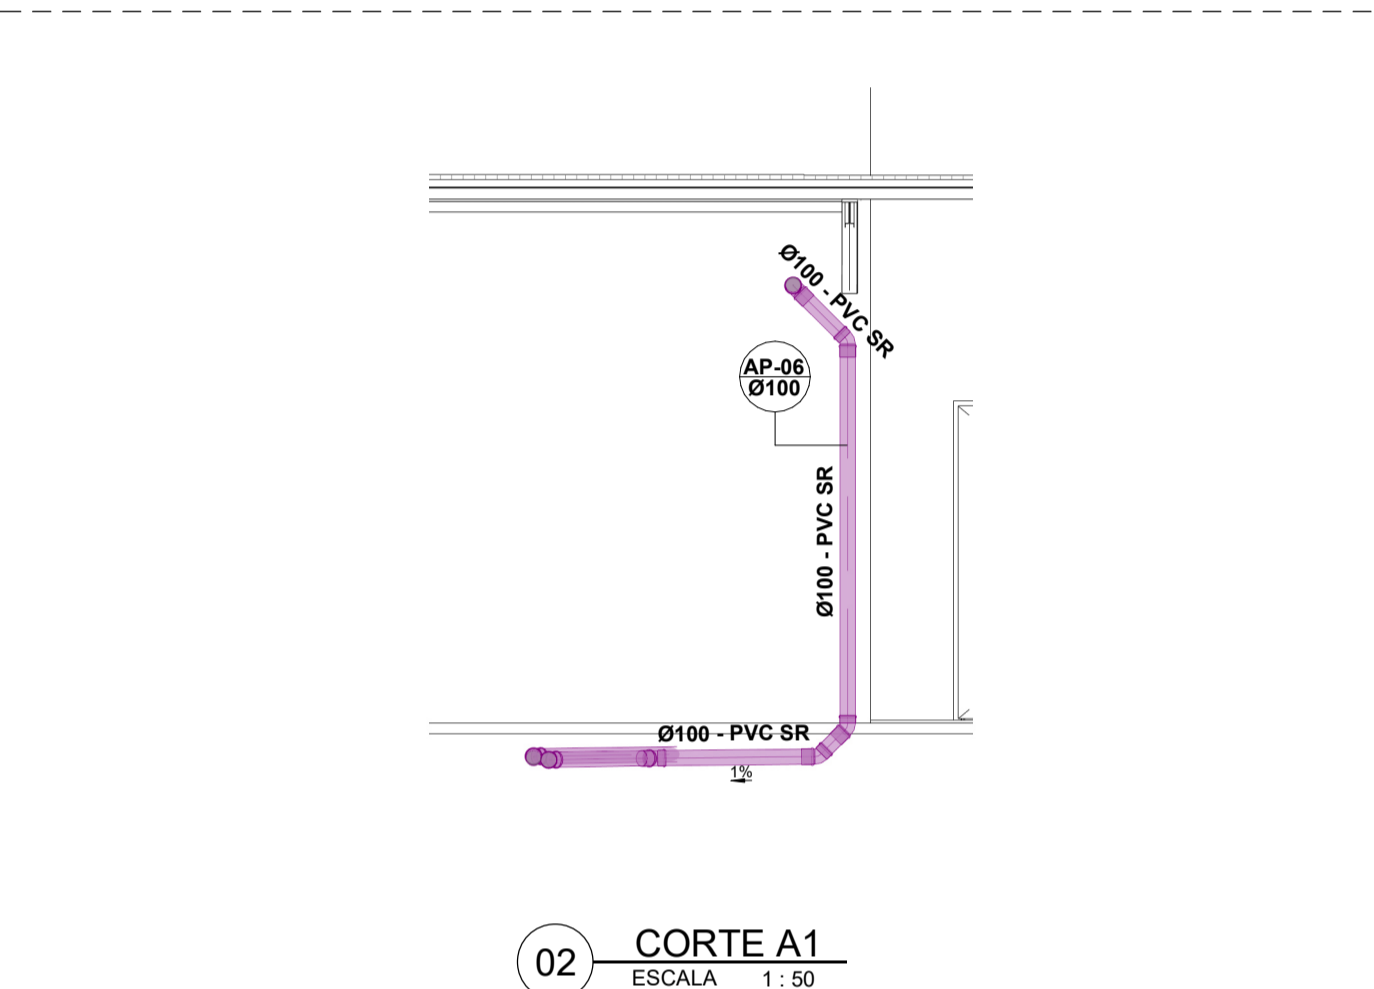 Ø100 - PVC SR
AP-06
Ø100
Ø100 - PVC SR
Ø100 - PVC SR
1%
02
CORTE A1
ESCALA 1 : 50